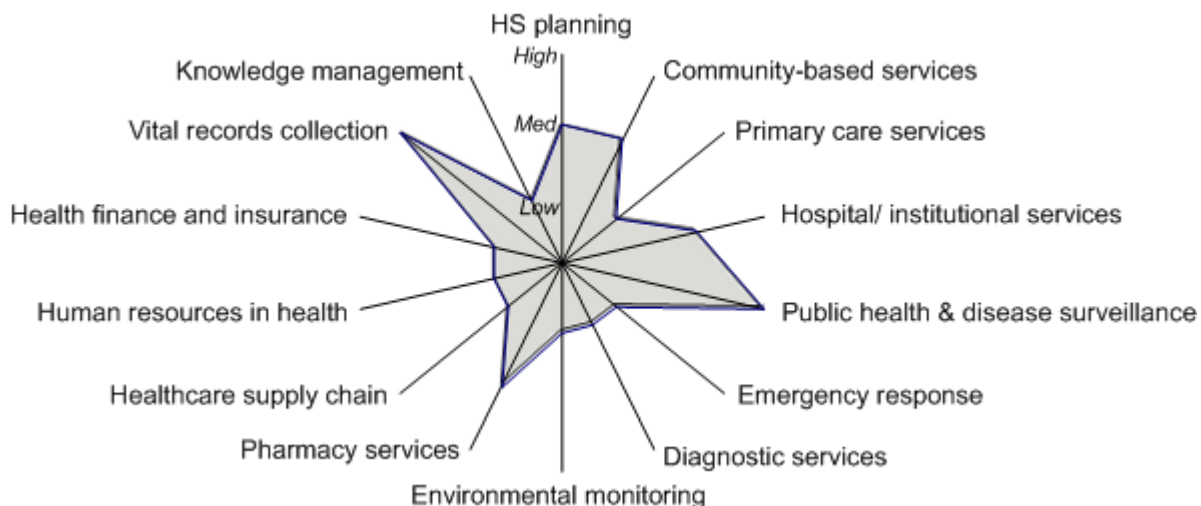 HS planning
High
Knowledge management
Community-based services
Vital records collection
Med
Primary care services
Low
Health finance and insurance
Hospital/ institutional services
Human resources in health
Public health & disease surveillance
Healthcare supply chain
Emergency response
Pharmacy services
Diagnostic services
Environmental monitoring